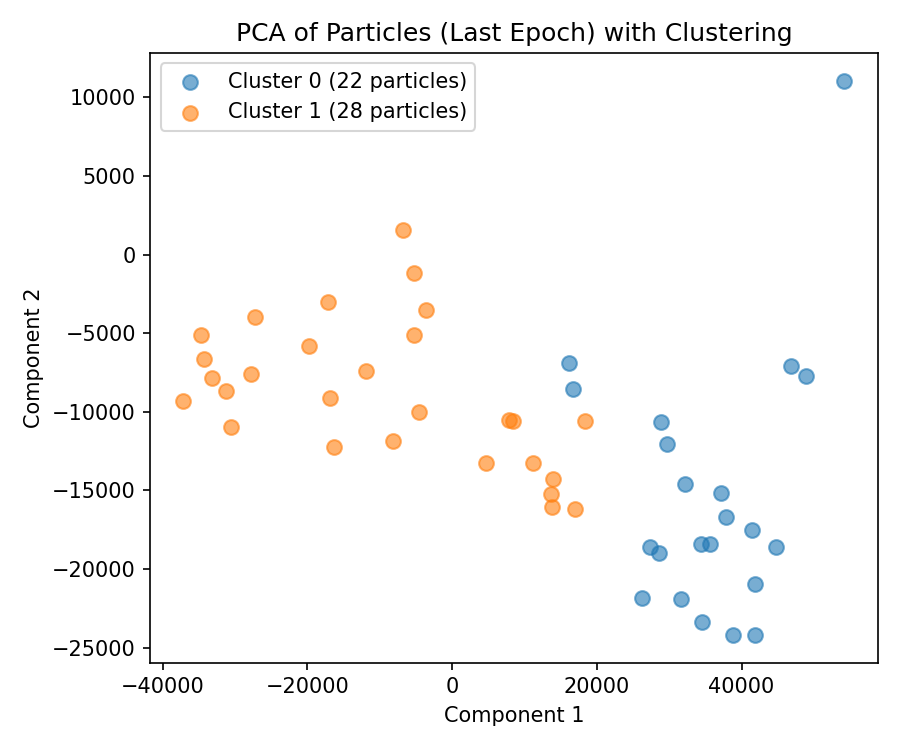 PCA of Particles (Last Epoch) with Clustering
Cluster 0 (22 particles)
Cluster 1 (28 particles)
10000
5000
0
−5000
−10000
−15000
−20000
−25000
Component 2
−40000
−20000
0
20000
40000
Component 1